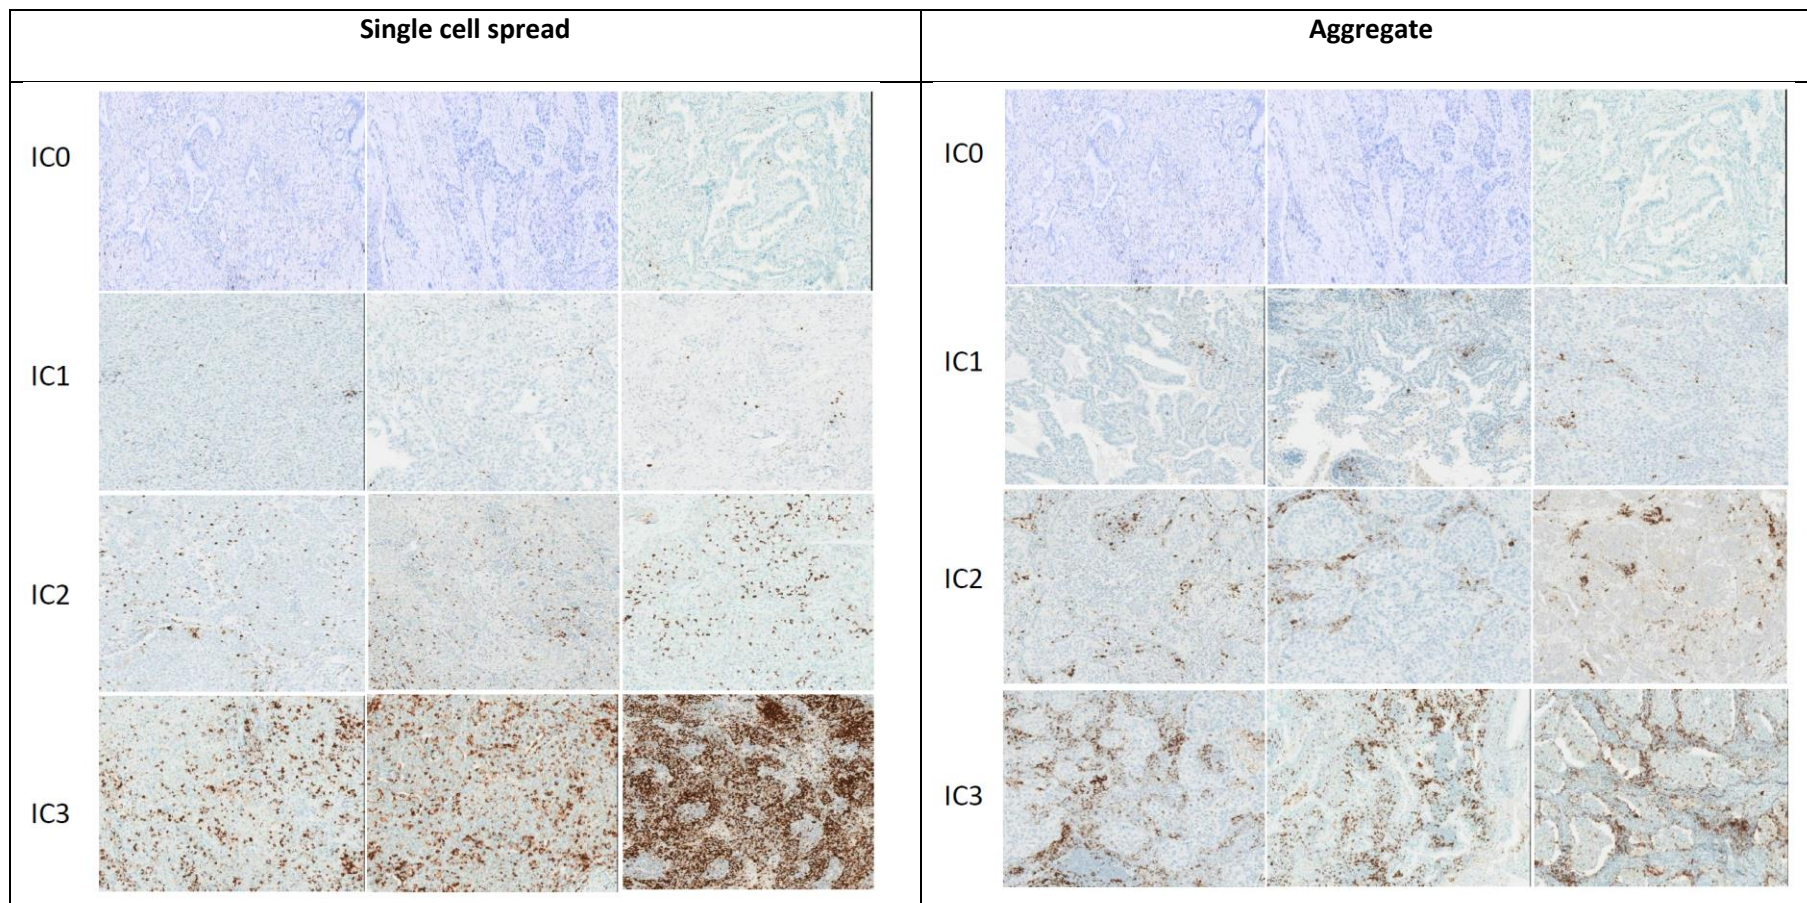 Single cell spread
Aggregate
IC0
IC1
IC2
IC3
IC0
IC1
IC2
IC3